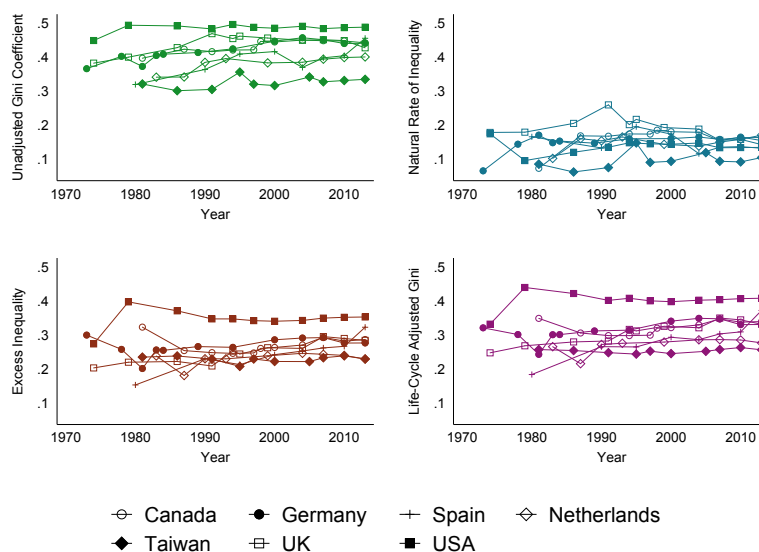 .5
.4
.3
.2
.1
Unadjusted Gini Coefficient
1970 1980 1990 2000 2010
Year
.5
.4
.3
.2
.1
Natural Rate of Inequality
1970 1980 1990 2000 2010
Year
.5
.4
.3
.2
.1
Excess Inequality
1970 1980 1990 2000 2010
Year
.5
.4
.3
.2
.1
Life-Cycle Adjusted Gini
1970 1980 1990 2000 2010
Year
Canada Germany Spain Netherlands
Taiwan UK USA